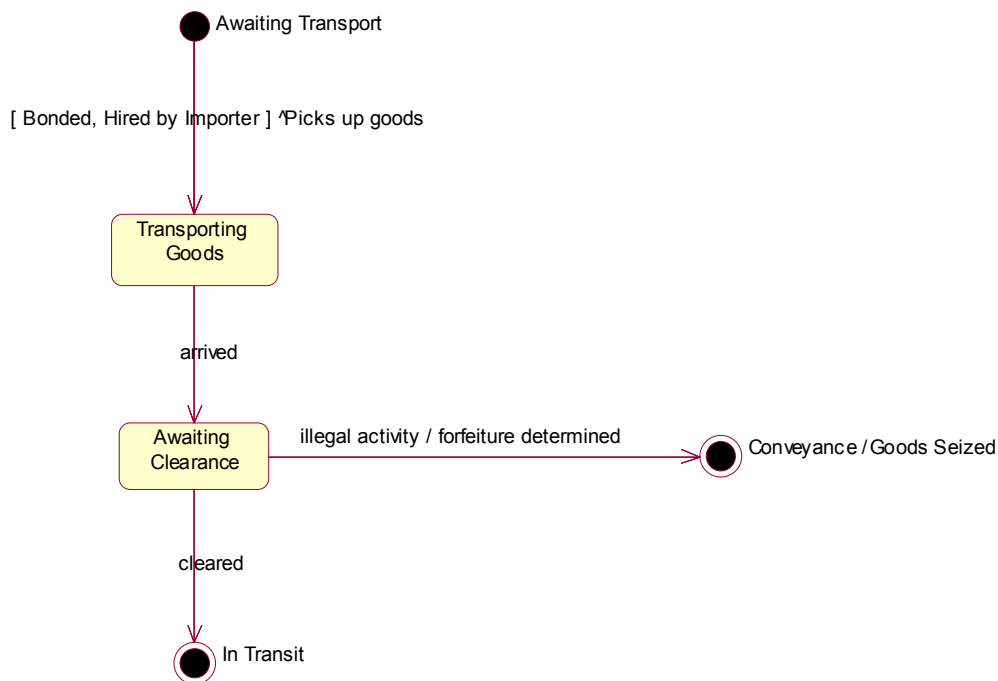 Awaiting Transport
[ Bonded, Hired by Importer ] ^Picks up goods
Transporting
Goods
arrived
Awaiting
Clearance
illegal activity / forfeiture determined
Conveyance / Goods Seized
cleared
In Transit